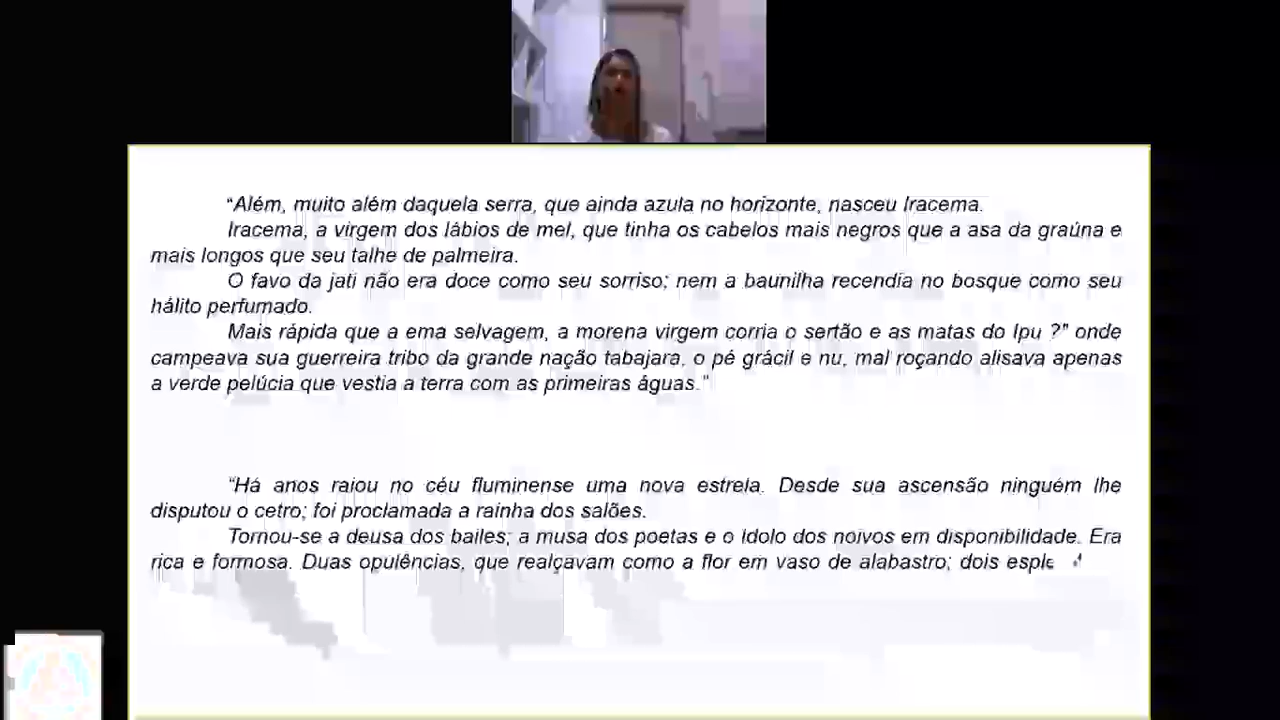 “Além, muito além daquela serra, que ainda azula no horizonte, nasceu Iracema.
Iracema, a virgem dos lábios de mel, que tinha os cabelos mais negros que a asa da graúna e
mais longos que seu talhe de palmeira.
O favo da jati não era doce como seu sorriso; nem a baunilha recendia no bosque como seu
hálito perfumado.
Mais rápida que a ema selvagem, a morena virgem corria o sertão e as matas do Ipu ?" onde
campeava sua guerreira tribo da grande nação tabajara, o pé grácil e nu, mal roçando alisava apenas
a verde pelúcia que vestia a terra com as primeiras águas.”
“Há anos raiou no céu fluminense uma nova estrela. Desde sua ascensão ninguém lhe
disputou o cetro; foi proclamada a rainha dos salões.
Tornou-se a deusa dos bailes; a musa dos poetas e o ídolo dos noivos em disponibilidade. Era
rica e formosa. Duas opulências, que realçavam como a flor em vaso de alabastro; dois